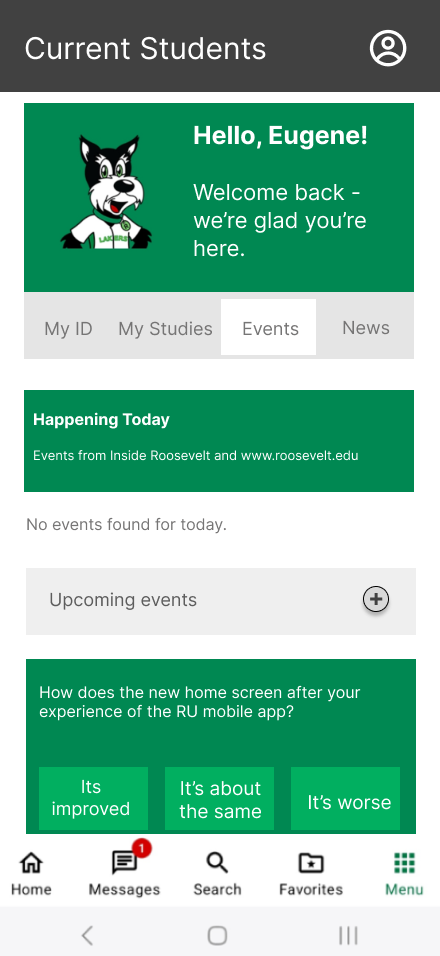 Current Students
Hello, Eugene!
Welcome back -
we're glad you're
here.
LAKERS
My ID
My Studies
Events
News
Happening Today
Events from Inside Roosevelt and www.roosevelt.edu
No events found for today.
Upcoming events
How does the new home screen after your
experience of the RU mobile app?
Its
improved
It's about
the same
It's worse
1
Home
Messages
Search
Favorites
Menu